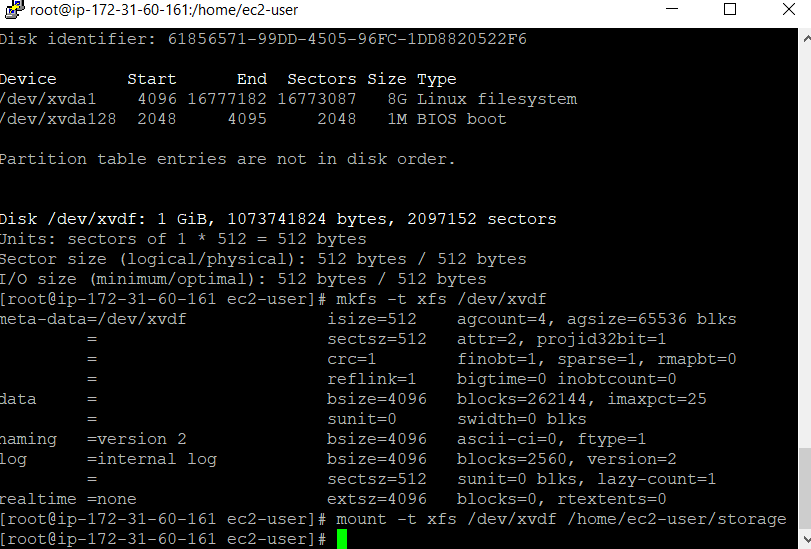 root@ip-172-31-60-161:/home/ec2-user
Disk identifier: 61856571-99DD-4505-96FC-1DD8820522F6
Device Start End Sectors Size Type
/dev/xvda1 4096 16777182 16773087 8G Linux filesystem
/dev/xvda128 2048 4095 2048 1M BIOS boot
Partition table entries are not in disk order.
Disk /dev/xvdf: 1 GiB, 1073741824 bytes, 2097152 sectors
Units: sectors of 1 * 512 = 512 bytes
Sector size (logical/physical): 512 bytes / 512 bytes
I/O size (minimum/optimal): 512 bytes / 512 bytes
[root@ip-172-31-60-161 ec2-user]# mkfs -t xfs /dev/xvdf
meta-data=/dev/xvdf isize=512 agcount=4, agsize=65536 blks
= sectsz=512 attr=2, projid32bit=1
= crc=1 finobt=1, sparse=1, rmapbt=0
= reflink=1 bigtime=0 inobtcount=0
data = bsize=4096 blocks=262144, imaxpct=25
= sunit=0 swidth=0 blks
naming =version 2 bsize=4096 ascii-ci=0, ftype=1
log =internal log bsize=4096 blocks=2560, version=2
= sectsz=512 sunit=0 blks, lazy-count=1
realtime =none extsz=4096 blocks=0, rtextents=0
[root@ip-172-31-60-161 ec2-user]# mount -t xfs /dev/xvdf /home/ec2-user/storage
[root@ip-172-31-60-161 ec2-user]#